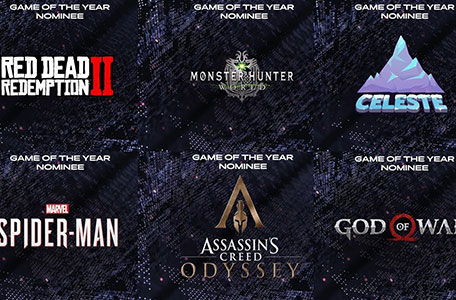 GAME OF THE YEAR
NOMINEE
RED DEAD
REDEMPTION II
GAME OF THE YEAR
NOMINEE
MONSTER HUNTER
WORLD
GAME OF THE YEAR
NOMINEE
CELESTE
GAME OF THE YEAR
NOMINEE
MARVEL
SPIDER-MAN
GAME OF THE YEAR
NOMINEE
ASSASSIN'S
CREED
ODYSSEY
GAME OF THE YEAR
NOMINEE
GOD OF WA